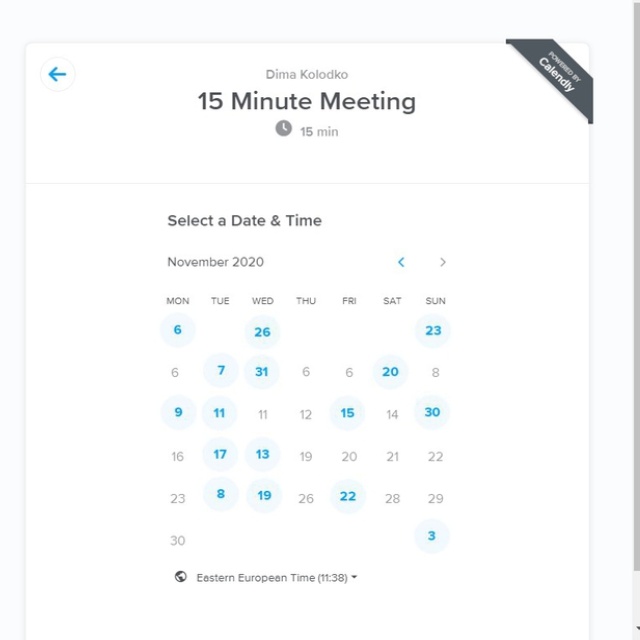 POWERED BY
Calendly
Dima Kolodko
15 Minute Meeting
15 min
Select a Date & Time
November 2020
MON TUE WED THU FRI SAT SUN
6 26 23
6 7 31 6 6 20 8
9 11 11 12 15 14 30
16 17 13 19 20 21 22
23 8 19 26 22 28 29
30 3
Eastern European Time (11:38)